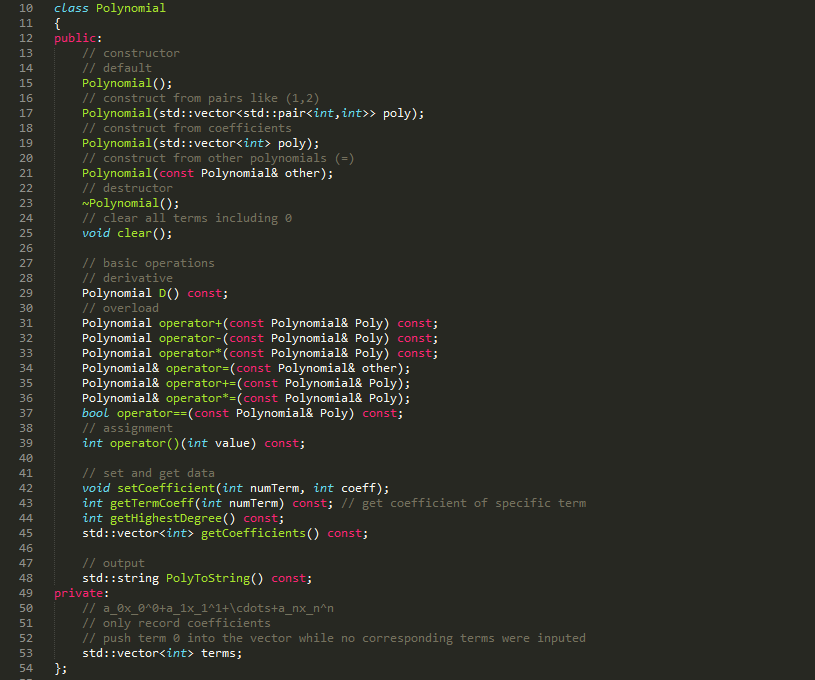 10 class Polynomial
11 {
12 public:
13     // constructor
14     // default
15     Polynomial();
16     // construct from pairs like (1,2)
17     Polynomial(std::vector<std::pair<int,int>> poly);
18     // construct from coefficients
19     Polynomial(std::vector<int> poly);
20     // construct from other polynomials (=)
21     Polynomial(const Polynomial& other);
22     // destructor
23     ~Polynomial();
24     // clear all terms including 0
25     void clear();
26
27     // basic operations
28     // derivative
29     Polynomial D() const;
30     // overload
31     Polynomial operator+(const Polynomial& Poly) const;
32     Polynomial operator-(const Polynomial& Poly) const;
33     Polynomial operator*(const Polynomial& Poly) const;
34     Polynomial& operator=(const Polynomial& other);
35     Polynomial& operator+=(const Polynomial& Poly);
36     Polynomial& operator*=(const Polynomial& Poly);
37     bool operator==(const Polynomial& Poly) const;
38     // assignment
39     int operator()(int value) const;
40
41     // set and get data
42     void setCoefficient(int numTerm, int coeff);
43     int getTermCoeff(int numTerm) const; // get coefficient of specific term
44     int getHighestDegree() const;
45     std::vector<int> getCoefficients() const;
46
47     // output
48     std::string PolyToString() const;
49 private:
50     // a_0x_0^0+a_1x_1^1+\cdots+a_nx_n^n
51     // only record coefficients
52     // push term 0 into the vector while no corresponding terms were inputed
53     std::vector<int> terms;
54 };